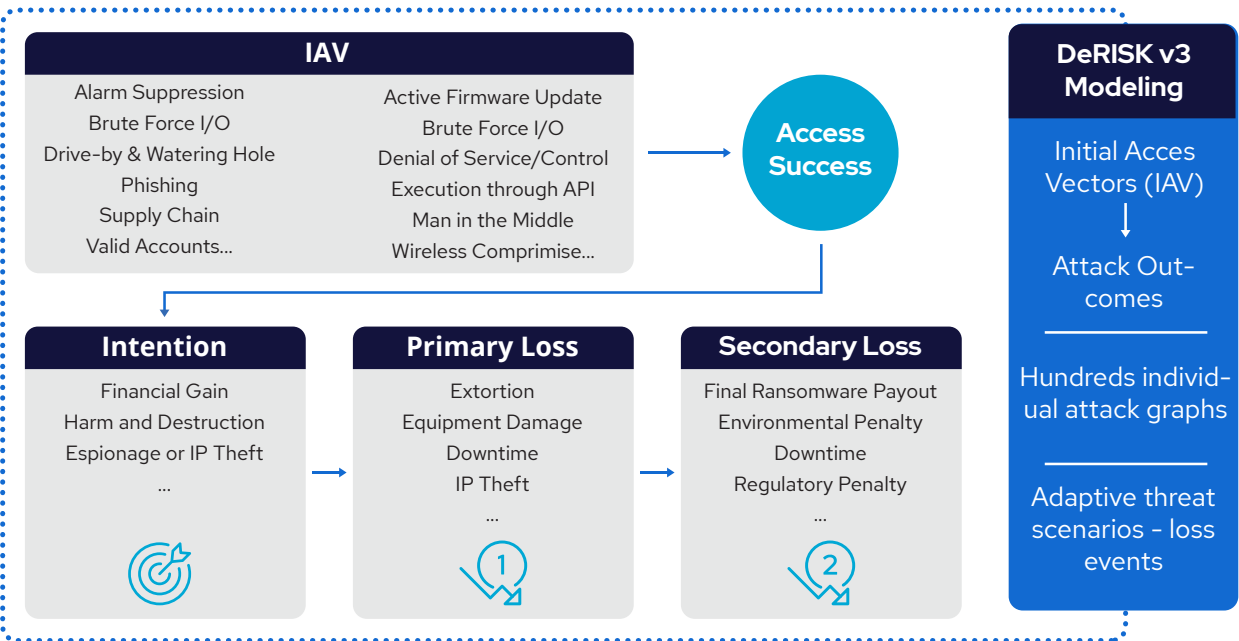 IAV
Alarm Suppression
Brute Force I/O
Drive-by & Watering Hole
Phishing
Supply Chain
Valid Accounts...
Active Firmware Update
Brute Force I/O
Denial of Service/Control
Execution through API
Man in the Middle
Wireless Comprimise...
Access
Success
Intention
Financial Gain
Harm and Destruction
Espionage or IP Theft
...
Primary Loss
Extortion
Equipment Damage
Downtime
IP Theft
...
1
Secondary Loss
Final Ransomware Payout
Environmental Penalty
Downtime
Regulatory Penalty
...
2
DeRISK v3
Modeling
Initial Acces
Vectors (IAV)
Attack Out-
comes
Hundreds individ-
ual attack graphs
Adaptive threat
scenarios - loss
events